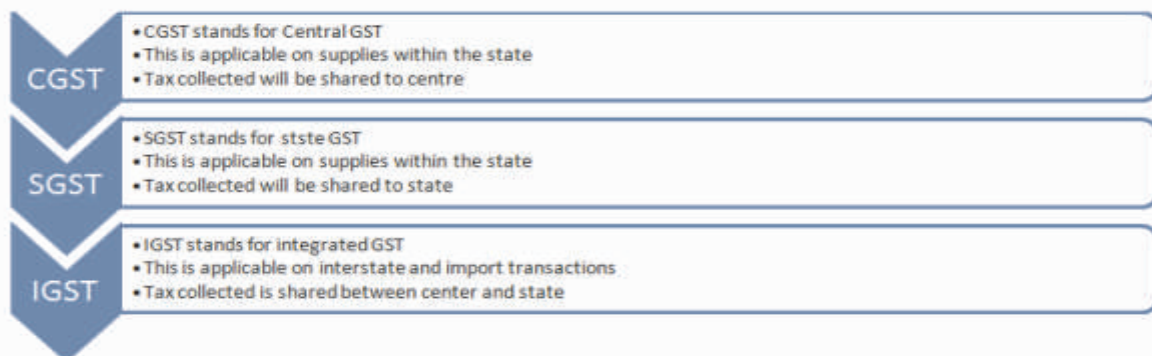 CGST
• CGST stands for Central GST
• This is applicable on supplies within the state
• Tax collected will be shared to centre
SGST
• SGST stands for stste GST
• This is applicable on supplies within the state
• Tax collected will be shared to state
IGST
• IGST stands for integrated GST
• This is applicable on interstate and import transactions
• Tax collected is shared between center and state